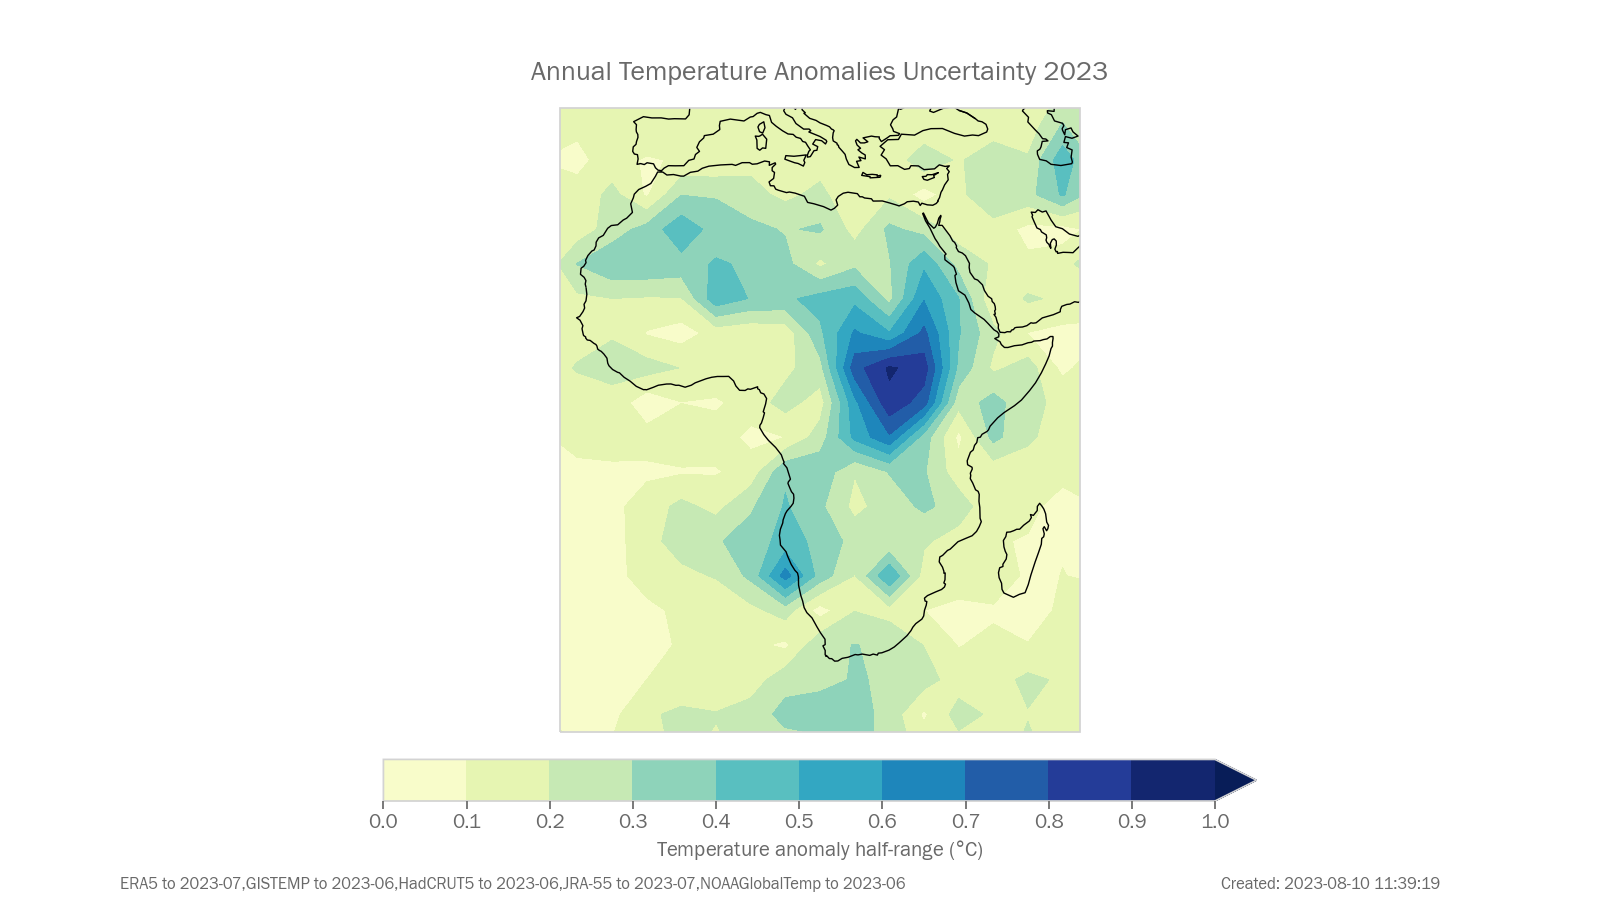 Annual Temperature Anomalies Uncertainty 2023
0.0 0.1 0.2 0.3 0.4 0.5 0.6 0.7 0.8 0.9 1.0
Temperature anomaly half-range (°C)
ERA5 to 2023-07,GISTEMP to 2023-06,HadCRUT5 to 2023-06,JRA-55 to 2023-07,NOAAGlobalTemp to 2023-06
Created: 2023-08-10 11:39:19